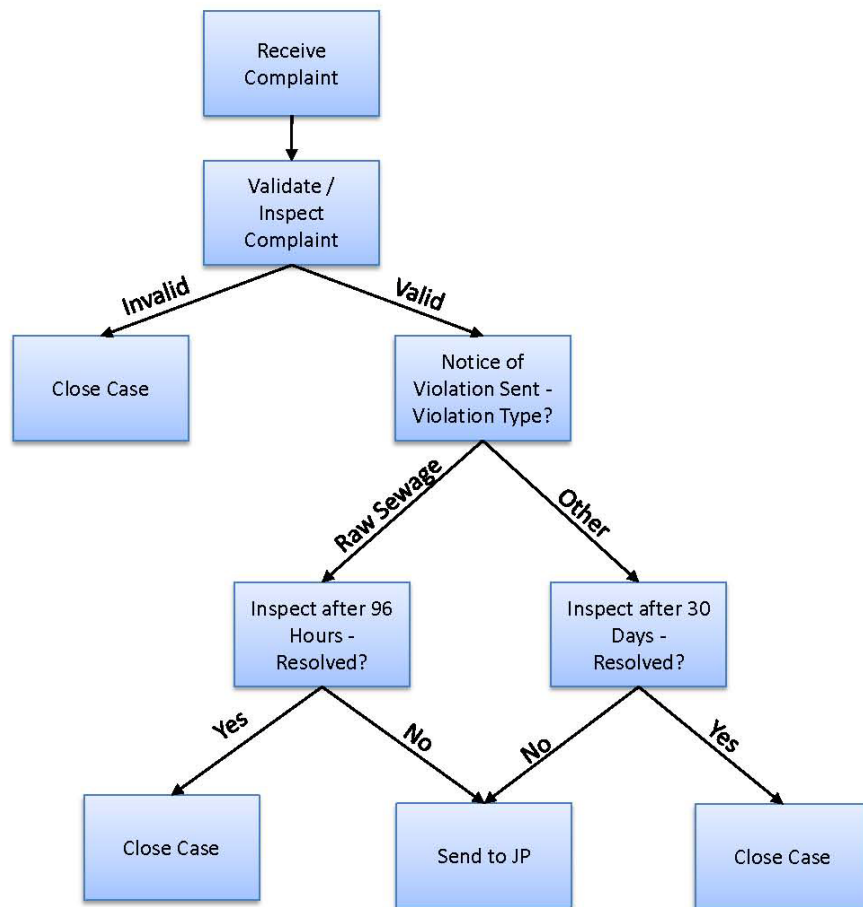 Receive
Complaint
Validate /
Inspect
Complaint
Invalid
Valid
Close Case
Notice of
Violation Sent -
Violation Type?
Raw Sewage
Other
Inspect after 96
Hours -
Resolved?
Inspect after 30
Days -
Resolved?
Yes
No
No
Yes
Close Case
Send to JP
Close Case